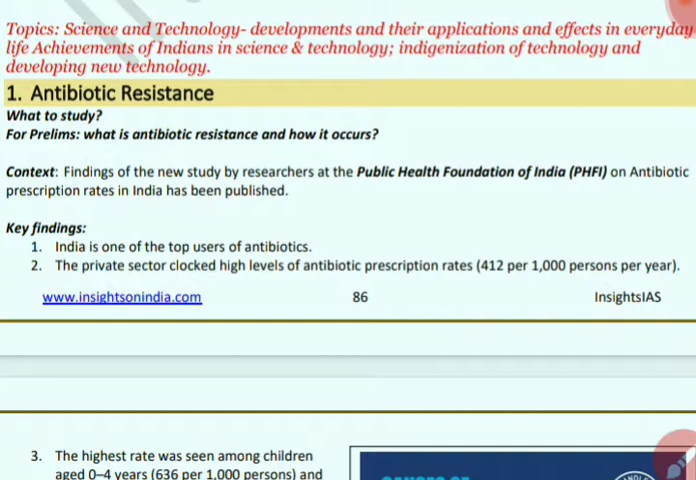 Topics: Science and Technology- developments and their applications and effects in everyday
life Achievements of Indians in science & technology; indigenization of technology and
developing new technology.
1. Antibiotic Resistance
What to study?
For Prelims: what is antibiotic resistance and how it occurs?
Context: Findings of the new study by researchers at the Public Health Foundation of India (PHFI) on Antibiotic
prescription rates in India has been published.
Key findings:
1. India is one of the top users of antibiotics.
2. The private sector clocked high levels of antibiotic prescription rates (412 per 1,000 persons per year).
www.insightsonindia.com 86 InsightsIAS
3. The highest rate was seen among children
aged 0–4 years (636 per 1,000 persons) and